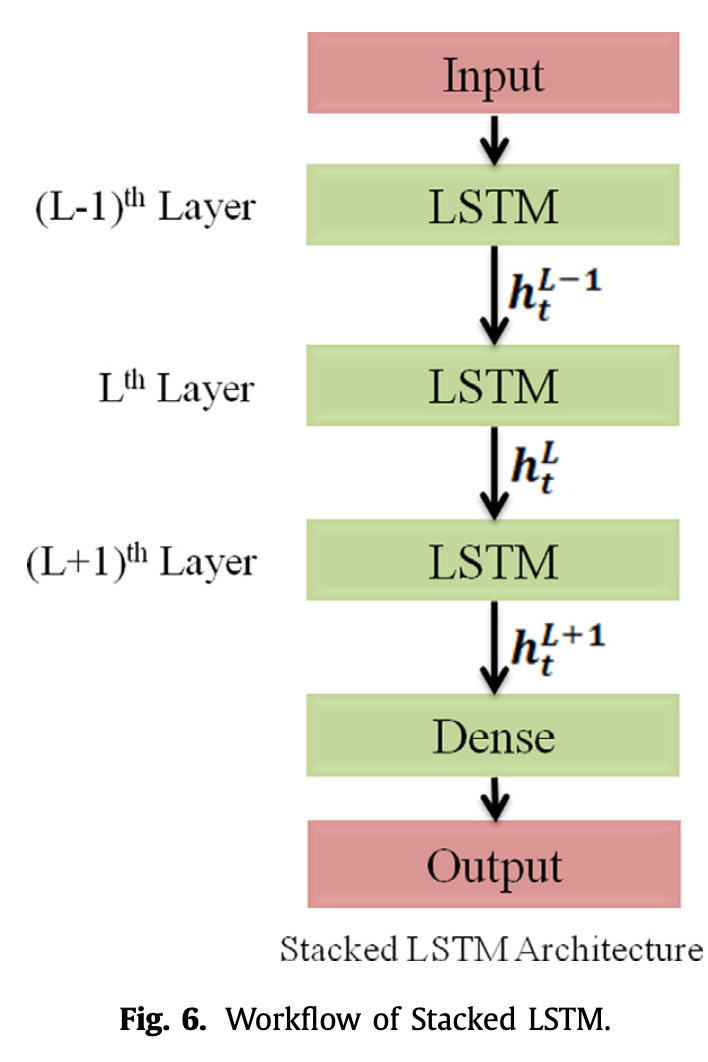 Input
(L-1)th Layer LSTM
h_t^{L-1}
Lth Layer LSTM
h_t^L
(L+1)th Layer LSTM
h_t^{L+1}
Dense
Output
Stacked LSTM Architecture
Fig. 6. Workflow of Stacked LSTM.